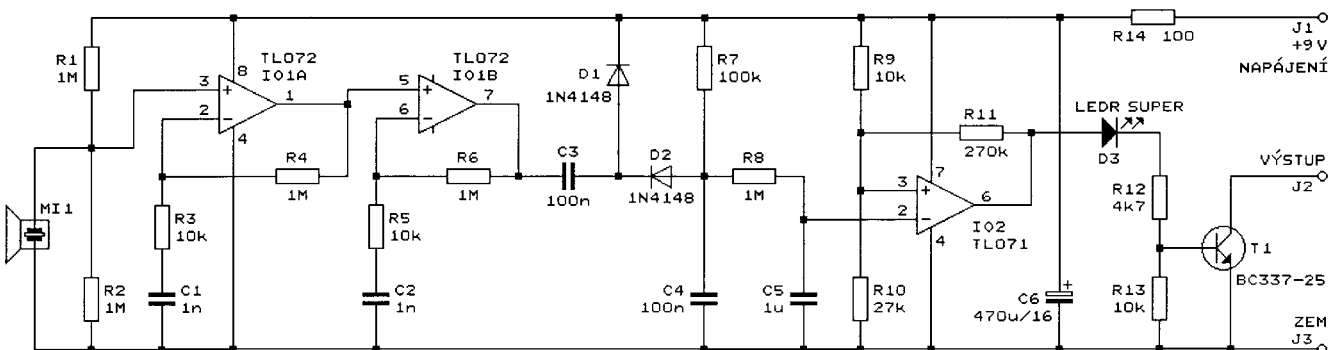 R1
1M
TL072
IO1A
3
8
1
2
4
+
-
TL072
IO1B
5
7
6
+
-
D1
1N4148
R7
100k
R9
10k
R11
270k
R14 100
J1
+9V
NAPÁJENÍ
LEDR SUPER
D3
R4
1M
R6
1M
C3
100n
D2
1N4148
R8
1M
3
7
6
2
4
+
-
IO2
TL071
R12
4k7
VÝSTUP
J2
MI1
R3
10k
R5
10k
T1
BC337-25
R2
1M
C1
1n
C2
1n
C4
100n
C5
1u
R10
27k
C6
+
470u/16
R13
10k
ZEM
J3